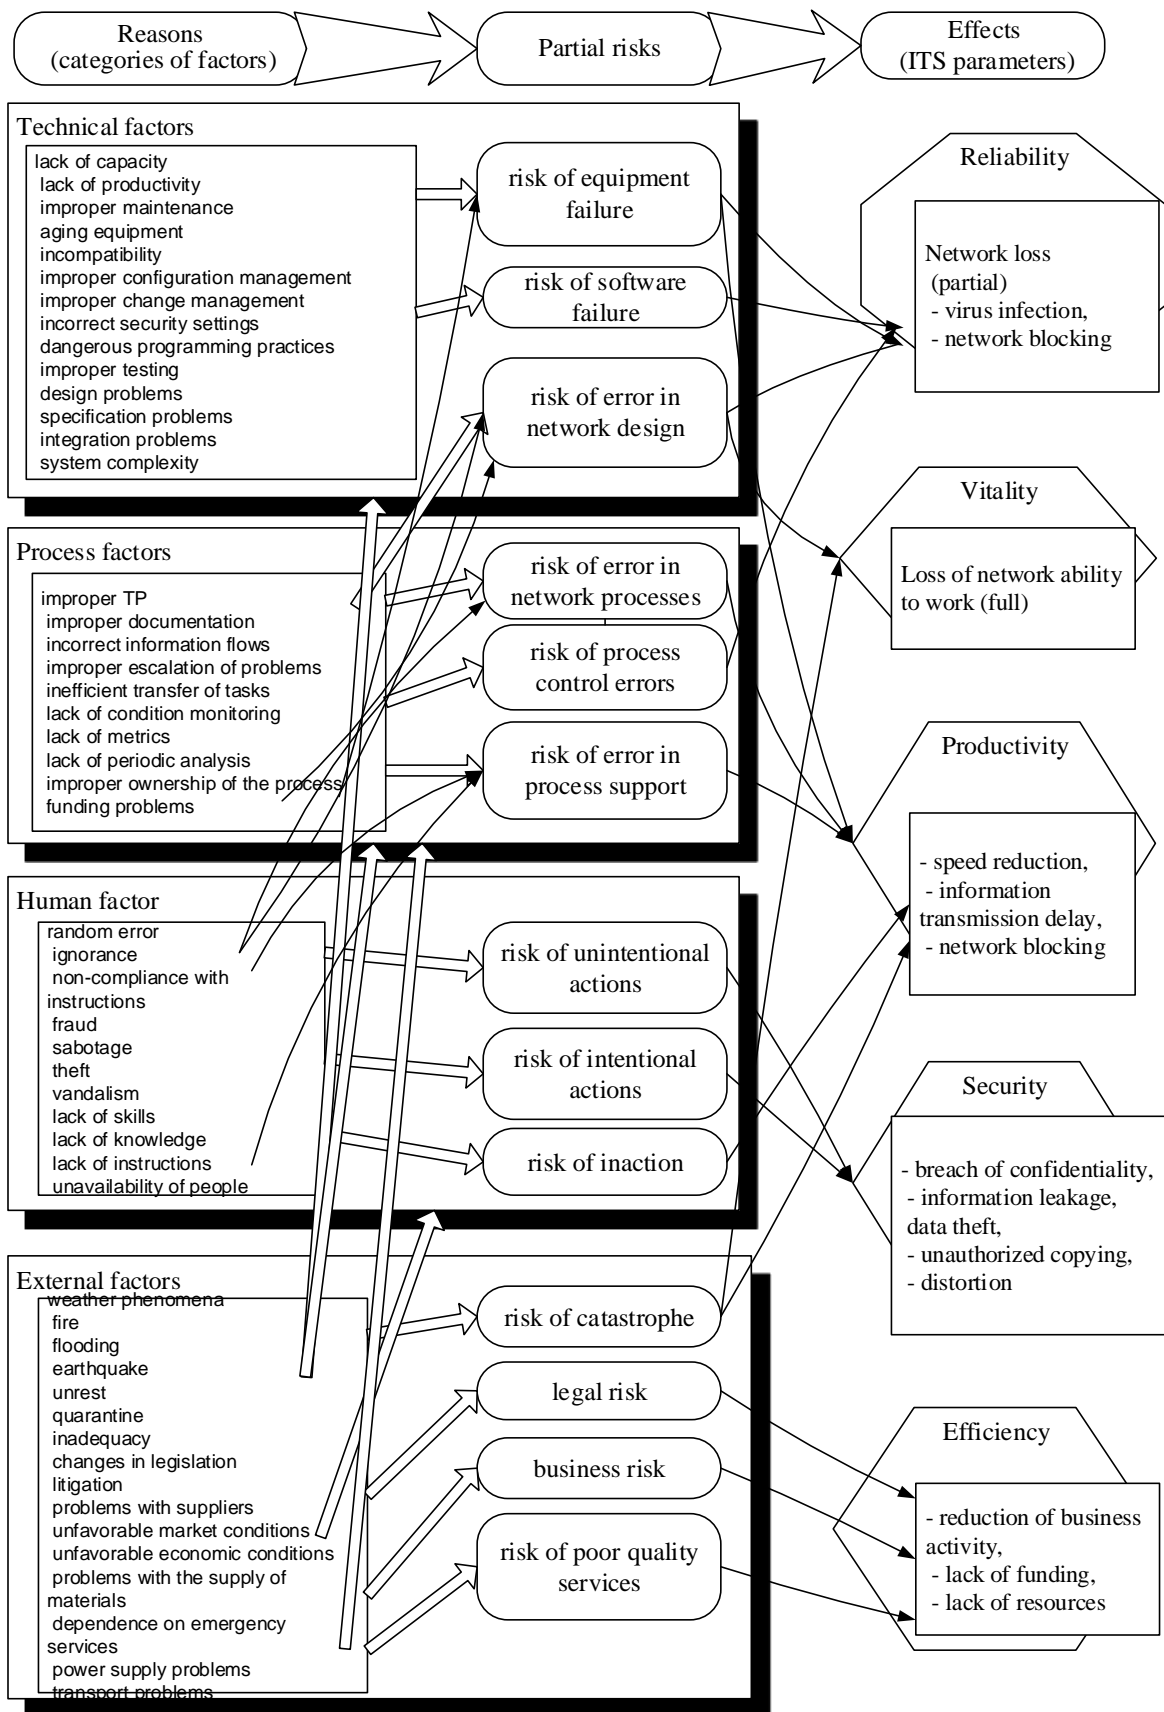 Reasons
(categories of factors)
Partial risks
Effects
(ITS parameters)
Technical factors
lack of capacity
lack of productivity
improper maintenance
aging equipment
incompatibility
improper configuration management
improper change management
incorrect security settings
dangerous programming practices
improper testing
design problems
specification problems
integration problems
system complexity
risk of equipment
failure
risk of software
failure
risk of error in
network design
Process factors
improper TP
improper documentation
incorrect information flows
improper escalation of problems
inefficient transfer of tasks
lack of condition monitoring
lack of metrics
lack of periodic analysis
improper ownership of the process
funding problems
risk of error in
network processes
risk of process
control errors
risk of error in
process support
Human factor
random error
ignorance
non-compliance with
instructions
fraud
sabotage
theft
vandalism
lack of skills
lack of knowledge
lack of instructions
unavailability of people
risk of unintentional
actions
risk of intentional
actions
risk of inaction
External factors
weather phenomena
fire
flooding
earthquake
unrest
quarantine
inadequacy
changes in legislation
litigation
problems with suppliers
unfavorable market conditions
unfavorable economic conditions
problems with the supply of
materials
dependence on emergency
services
power supply problems
transport problems
risk of catastrophe
legal risk
business risk
risk of poor quality
services
Reliability
Network loss
(partial)
- virus infection,
- network blocking
Vitality
Loss of network ability
to work (full)
Productivity
- speed reduction,
- information
transmission delay,
- network blocking
Security
- breach of confidentiality,
- information leakage,
data theft,
- unauthorized copying,
- distortion
Efficiency
- reduction of business
activity,
- lack of funding,
- lack of resources